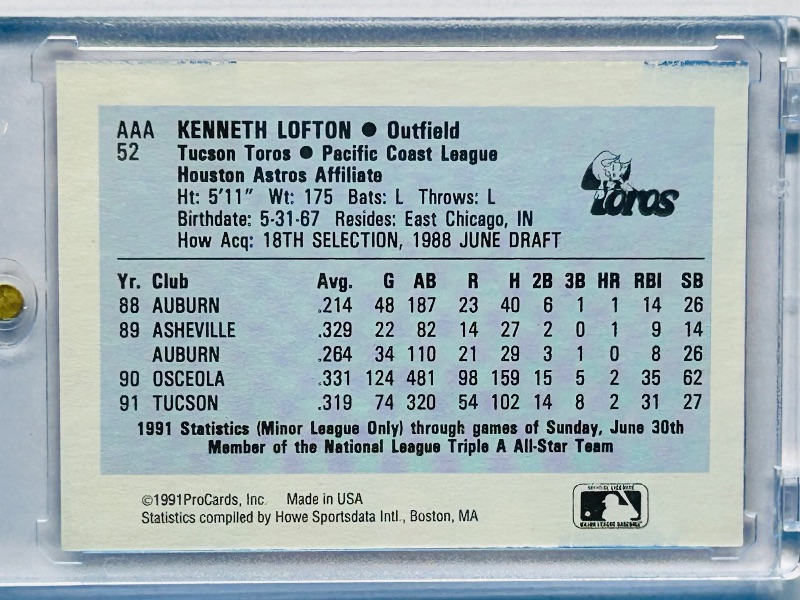 AAA KENNETH LOFTON ● Outfield
52 Tucson Toros ● Pacific Coast League
Houston Astros Affiliate
Ht: 5'11" Wt: 175 Bats: L Throws: L
Birthdate: 5-31-67 Resides: East Chicago, IN
How Acq: 18TH SELECTION, 1988 JUNE DRAFT
Toros
Yr. Club Avg. G AB R H 2B 3B HR RBI SB
88 AUBURN .214 48 187 23 40 6 1 1 14 26
89 ASHEVILLE .329 22 82 14 27 2 0 1 9 14
AUBURN .264 34 110 21 29 3 1 0 8 26
90 OSCEOLA .331 124 481 98 159 15 5 2 35 62
91 TUCSON .319 74 320 54 102 14 8 2 31 27
1991 Statistics (Minor League Only) through games of Sunday, June 30th
Member of the National League Triple A All-Star Team
©1991ProCards, Inc. Made in USA
Statistics compiled by Howe Sportsdata Intl., Boston, MA
MAJOR LEAGUE BASEBALL